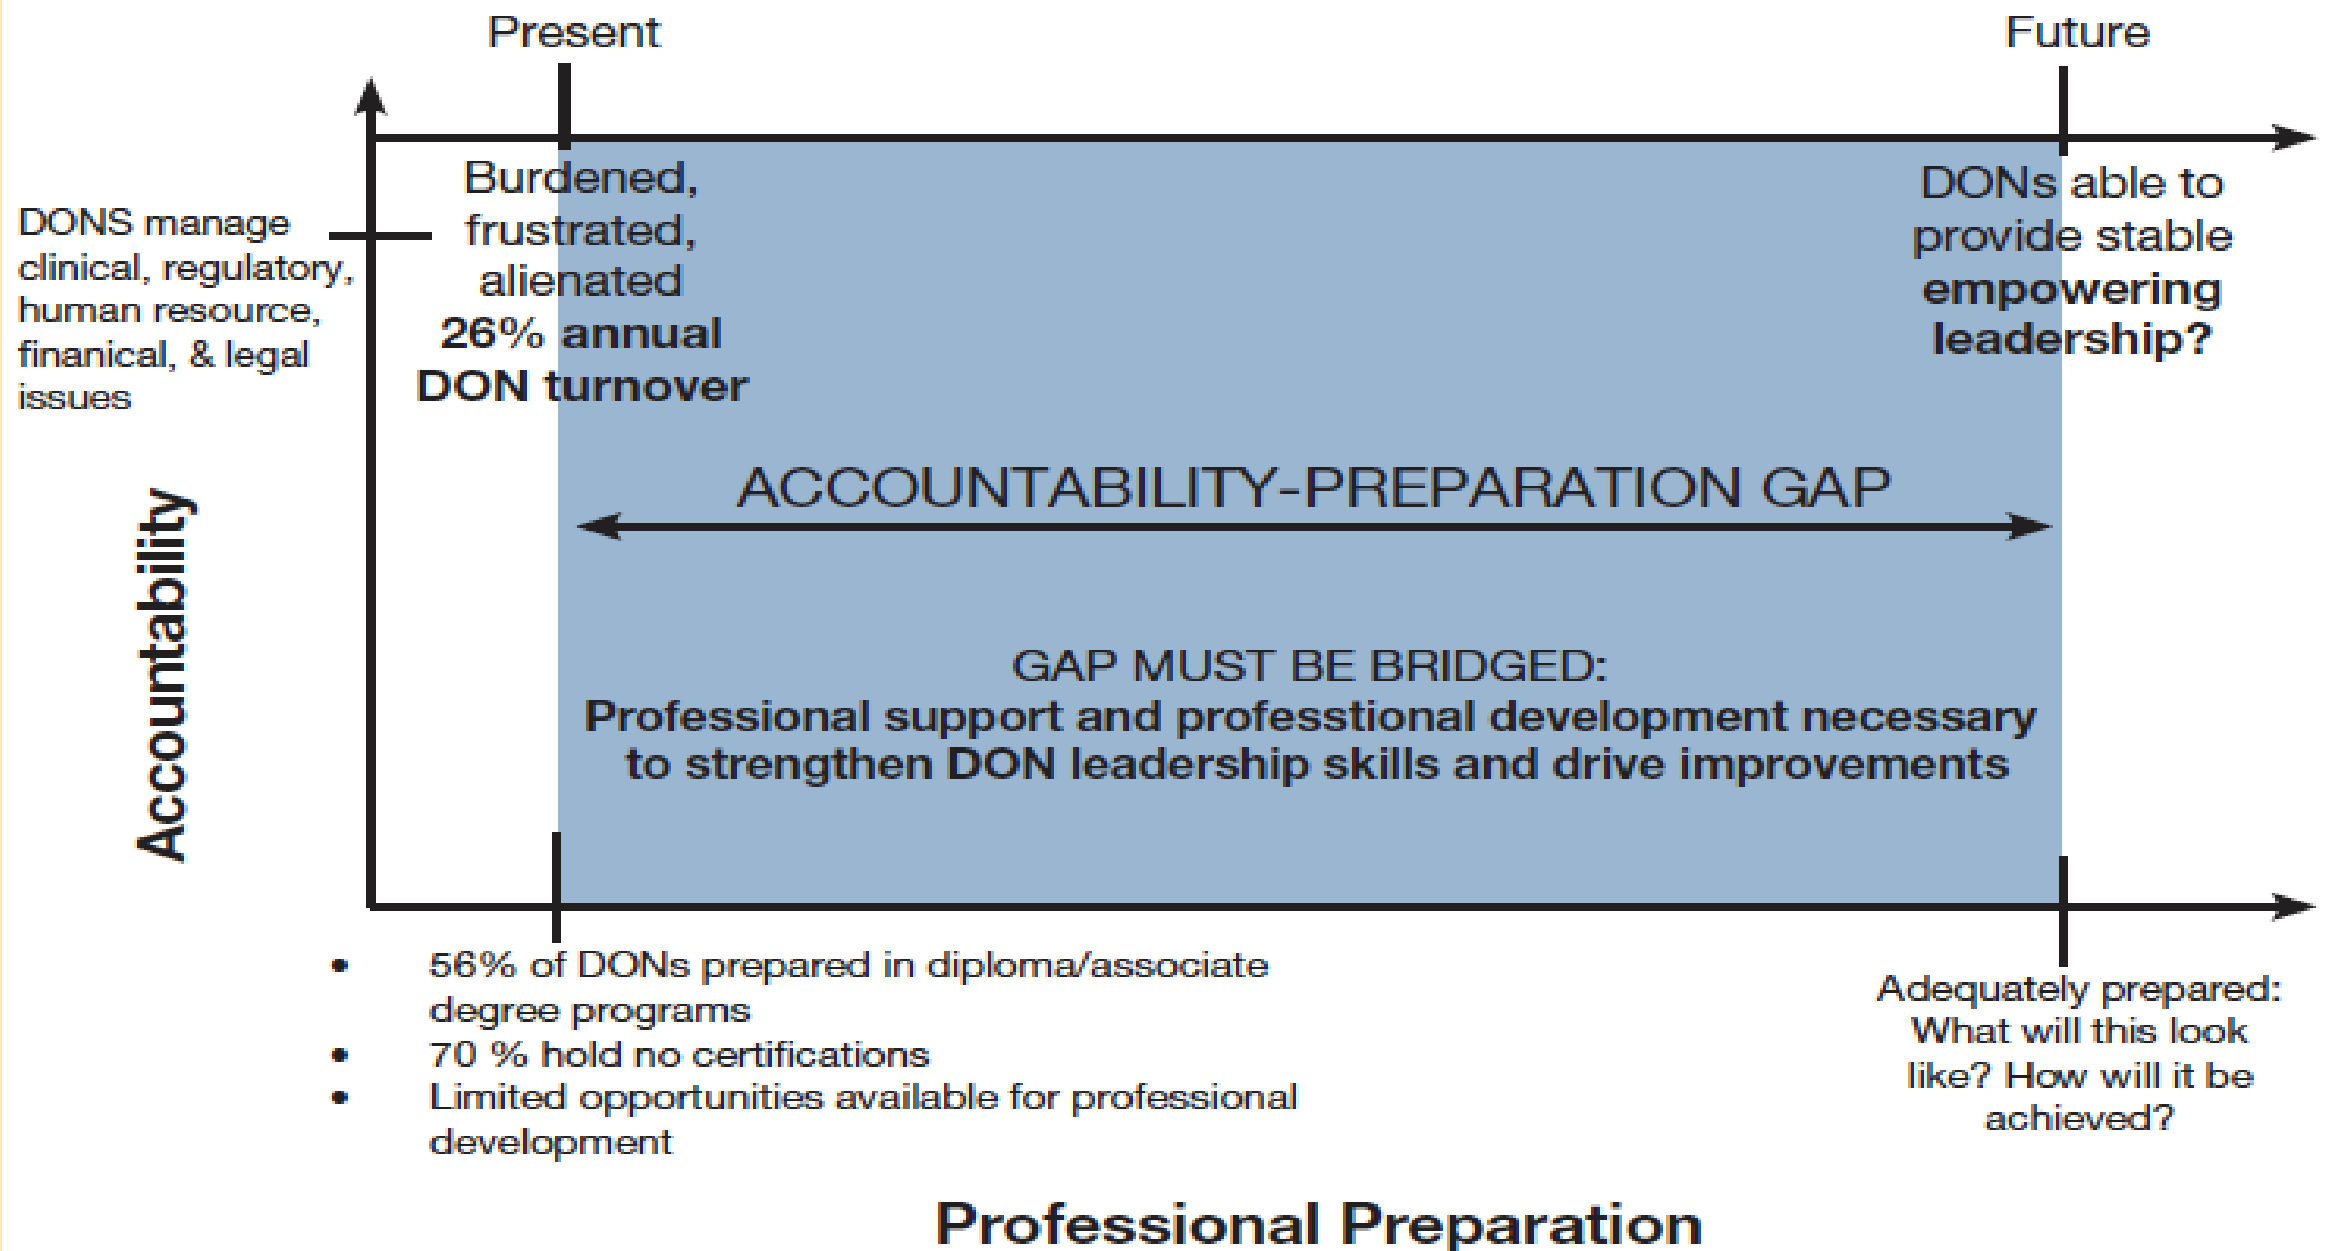 Present
Future
Burdened,
frustrated,
alienated
26% annual
DON turnover
DONs able to
provide stable
empowering
leadership?
DONS manage
clinical, regulatory,
human resource,
finanical, & legal
issues
Accountability
ACCOUNTABILITY-PREPARATION GAP
GAP MUST BE BRIDGED:
Professional support and professtional development necessary
to strengthen DON leadership skills and drive improvements
• 56% of DONs prepared in diploma/associate
degree programs
• 70 % hold no certifications
• Limited opportunities available for professional
development
Adequately prepared:
What will this look
like? How will it be
achieved?
Professional Preparation